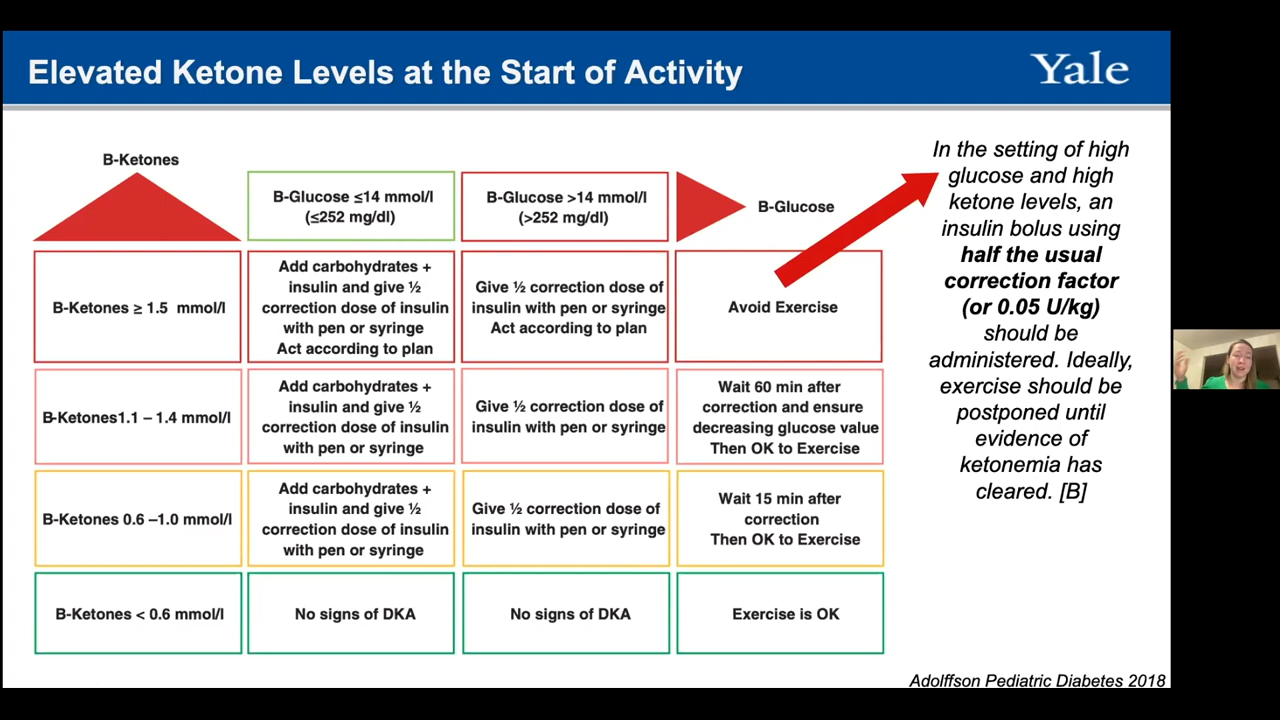 Elevated Ketone Levels at the Start of Activity
Yale
B-Ketones
B-Glucose ≤14 mmol/l
(≤252 mg/dl)
B-Glucose >14 mmol/l
(>252 mg/dl)
B-Glucose
B-Ketones ≥ 1.5 mmol/l
Add carbohydrates +
insulin and give ½
correction dose of insulin
with pen or syringe
Act according to plan
Give ½ correction dose of
insulin with pen or syringe
Act according to plan
Avoid Exercise
B-Ketones1.1 – 1.4 mmol/l
Add carbohydrates +
insulin and give ½
correction dose of insulin
with pen or syringe
Give ½ correction dose of
insulin with pen or syringe
Wait 60 min after
correction and ensure
decreasing glucose value
Then OK to Exercise
B-Ketones 0.6 –1.0 mmol/l
Add carbohydrates +
insulin and give ½
correction dose of insulin
with pen or syringe
Give ½ correction dose of
insulin with pen or syringe
Wait 15 min after
correction
Then OK to Exercise
B-Ketones < 0.6 mmol/l
No signs of DKA
No signs of DKA
Exercise is OK
In the setting of high
glucose and high
ketone levels, an
insulin bolus using
half the usual
correction factor
(or 0.05 U/kg)
should be
administered. Ideally,
exercise should be
postponed until
evidence of
ketonemia has
cleared. [B]
Adolffson Pediatric Diabetes 2018